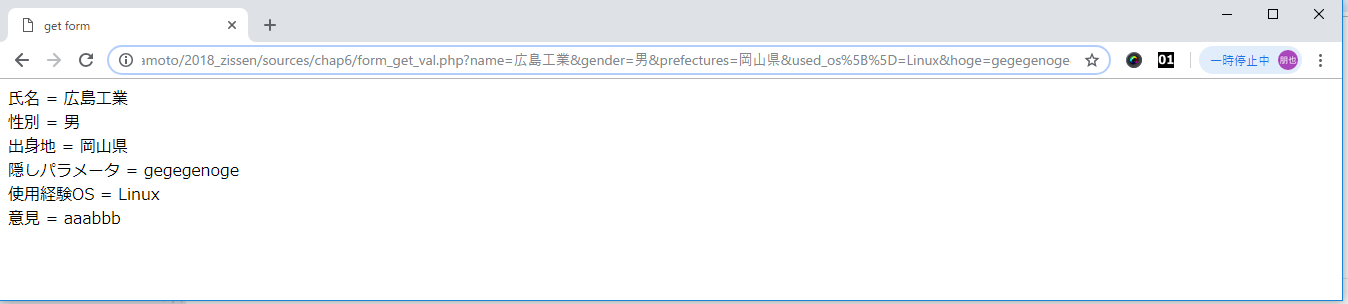 get form
amoto/2018_zissen/sources/chap6/form_get_val.php?name=広島工業&gender=男&prefectures=岡山県&used_os%5B%5D=Linux&hoge=gegegenoge
01
一時停止中 朋也
氏名 = 広島工業
性別 = 男
出身地 = 岡山県
隠しパラメータ = gegegenoge
使用経験OS = Linux
意見 = aaabbb